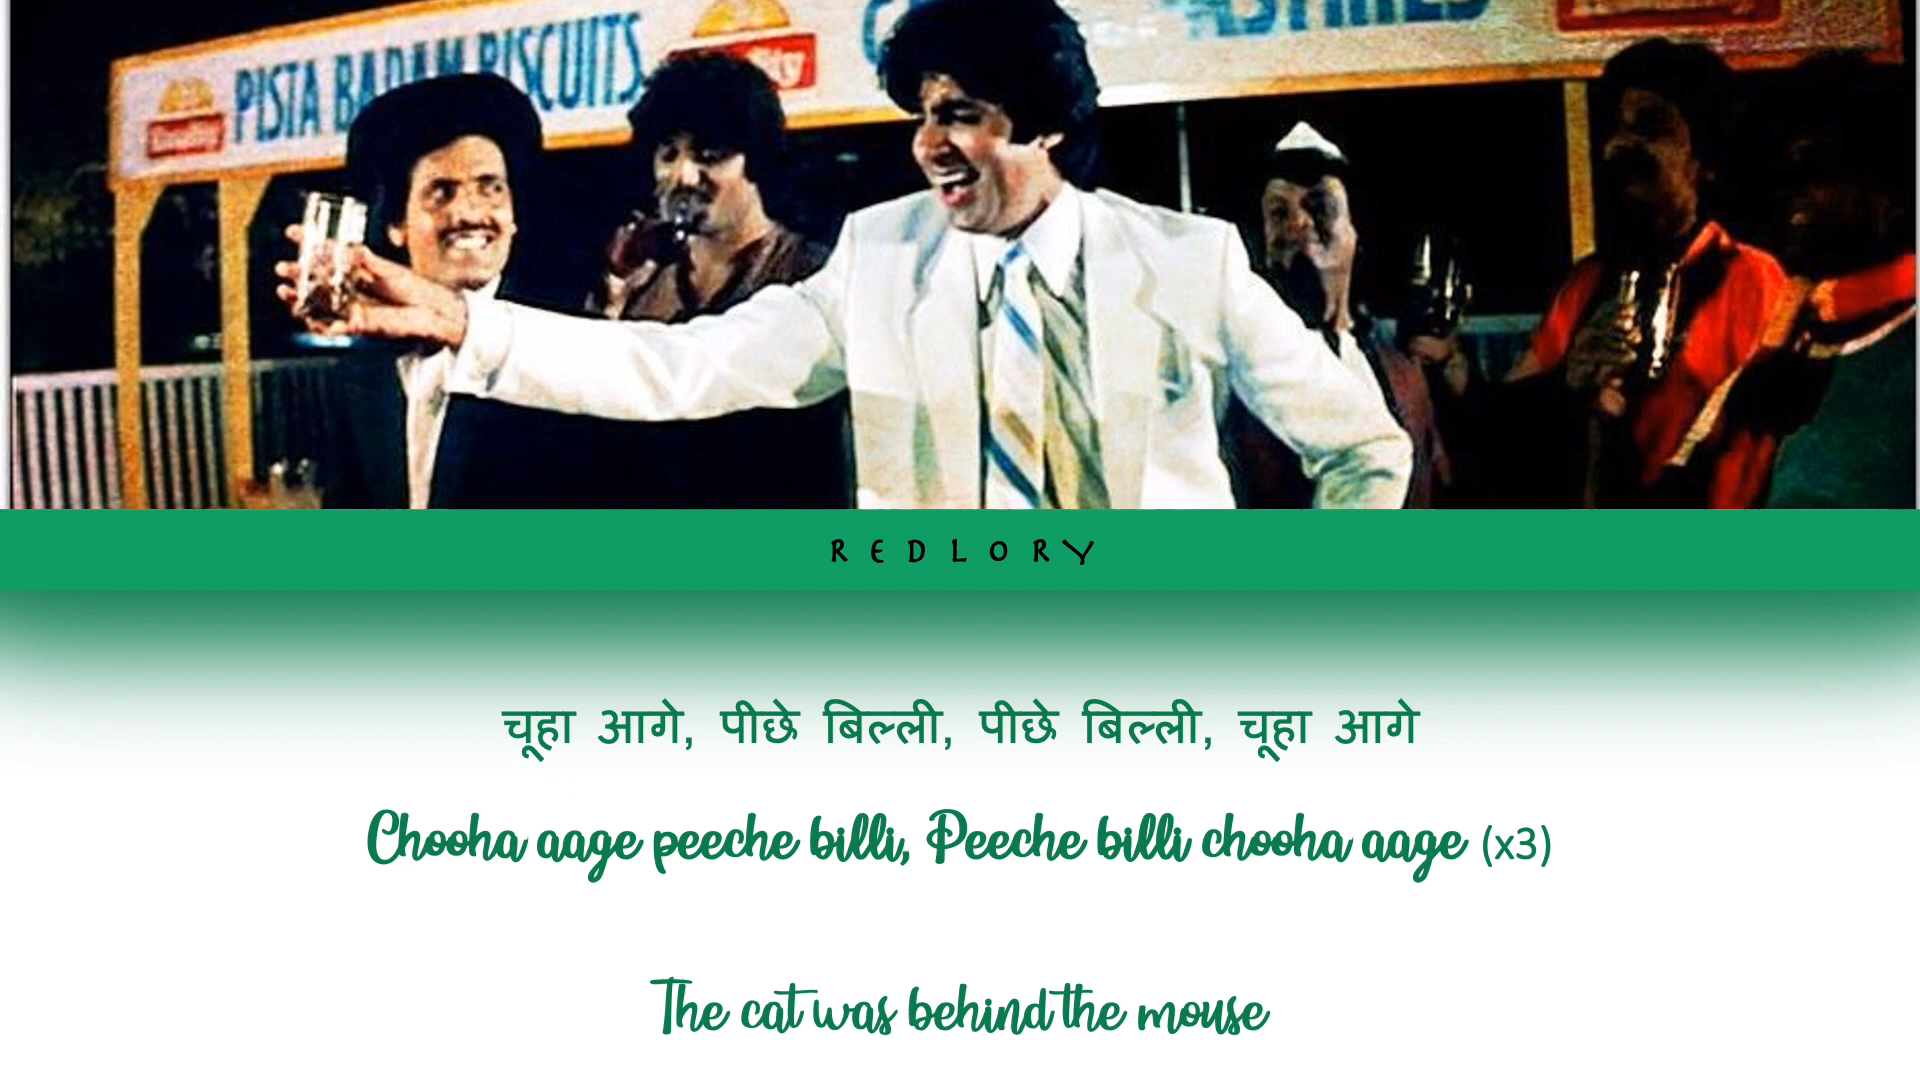 PISTA BADAM BISCUITS
REDLORY
चूहा आगे, पीछे बिल्ली, पीछे बिल्ली, चूहा आगे
Chooha aage peeche billi, Peeche billi chooha aage (x3)
The cat was behind the mouse